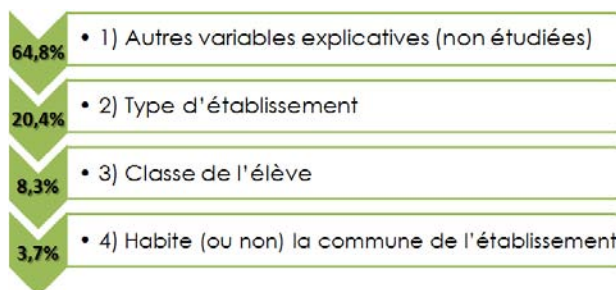 64,8% • 1) Autres variables explicatives (non étudiées)
20,4% • 2) Type d'établissement
8,3% • 3) Classe de l'élève
3,7% • 4) Habite (ou non) la commune de l'établissement